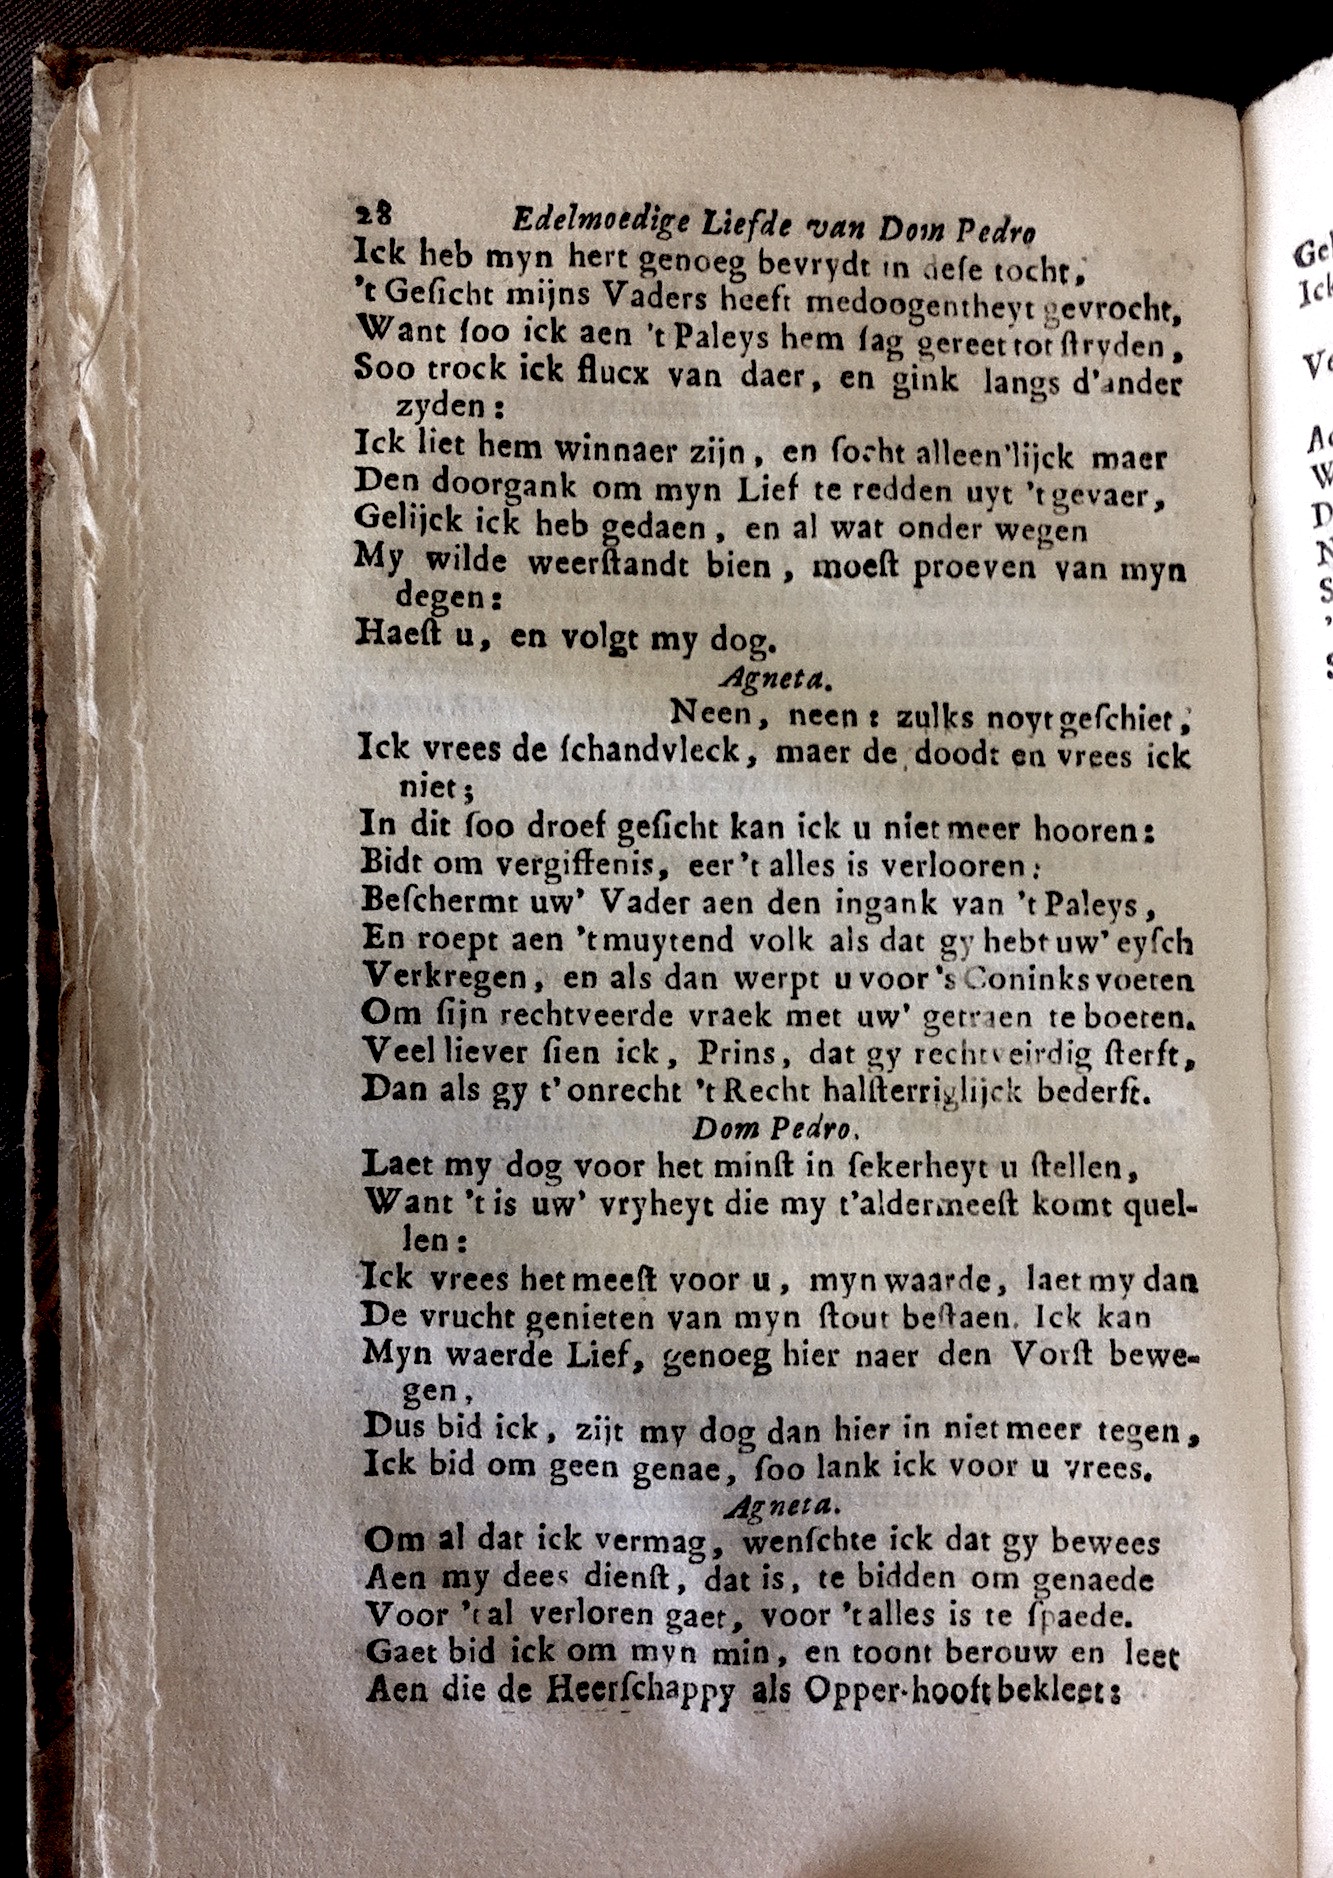 28 Edelmoedige Liefde van Dom Pedro
Ick heb myn hert genoeg bevrydt in deſe tocht,
't Geſicht mijns Vaders heeft medoogentheyt gevrocht,
Want ſoo ick aen 't Paleys hem ſag gereet tot ſtryden,
Soo trock ick flucx van daer, en gink langs d'ander
zyden:
Ick liet hem winnaer zijn, en ſocht alleen'lijck maer
Den doorgank om myn Lief te redden uyt 't gevaer,
Gelijck ick heb gedaen, en al wat onder wegen
My wilde weerſtandt bien, moeſt proeven van myn
degen:
Haeſt u, en volgt my dog.
Agneta.
Neen, neen: zulks noyt geſchiet,
Ick vrees de ſchandvleck, maer de doodt en vrees ick
niet;
In dit ſoo droef geſicht kan ick u niet meer hooren:
Bidt om vergiffenis, eer 't alles is verlooren:
Beſchermt uw' Vader aen den ingank van 't Paleys,
En roept aen 't muytend volk als dat gy hebt uw' eyſch
Verkregen, en als dan werpt u voor 's Coninks voeten
Om ſijn rechtveerde vraek met uw' getraen te boeten.
Veel liever ſien ick, Prins, dat gy rechtveirdig ſterft,
Dan als gy t'onrecht 't Recht halſterriglijck bederft.
Dom Pedro.
Laet my dog voor het minſt in ſekerheyt u ſtellen,
Want 't is uw' vryheyt die my t'aldermeeſt komt quel-
len:
Ick vrees het meeſt voor u, myn waarde, laet my dan
De vrucht genieten van myn ſtout beſtaen. Ick kan
Myn waerde Lief, genoeg hier naer den Vorſt bewe-
gen,
Dus bid ick, zijt my dog dan hier in niet meer tegen,
Ick bid om geen genae, ſoo lank ick voor u vrees.
Agneta.
Om al dat ick vermag, wenſchte ick dat gy bewees
Aen my dees dienſt, dat is, te bidden om genaede
Voor 't al verloren gaet, voor 't alles is te ſpaede.
Gaet bid ick om myn min, en toont berouw en leet
Aen die de Heerſchappy als Opper-hooft bekleet: